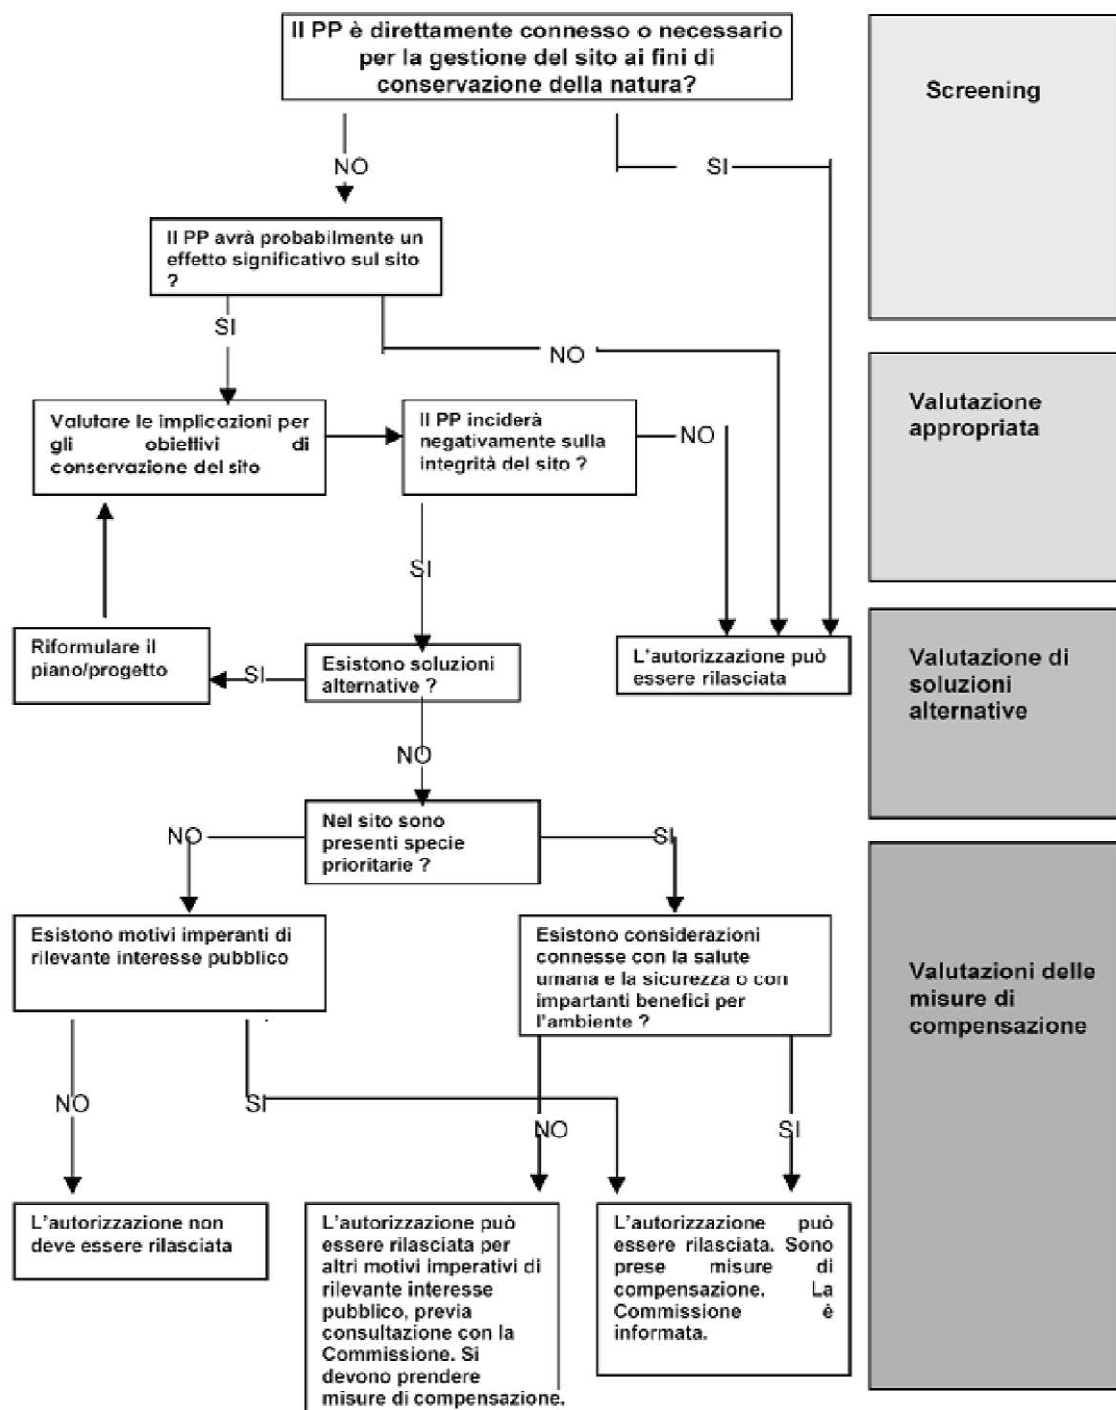 Il PP è direttamente connesso o necessario
per la gestione del sito ai fini di
conservazione della natura?
Screening
NO
SI
Il PP avrà probabilmente un
effetto significativo sul sito
?
SI
NO
Valutazione
appropriata
Valutare le implicazioni per
gli obiettivi di
conservazione del sito
Il PP inciderà
negativamente sulla
integrità del sito ?
NO
SI
Riformulare il
piano/progetto
SI
Esistono soluzioni
alternative ?
L'autorizzazione può
essere rilasciata
Valutazione di
soluzioni
alternative
NO
Nel sito sono
presenti specie
prioritarie ?
NO
SI
Esistono motivi imperanti di
rilevante interesse pubblico
Esistono considerazioni
connesse con la salute
umana e la sicurezza o con
impartanti benefici per
l'ambiente ?
Valutazioni delle
misure di
compensazione
NO
SI
NO
SI
L'autorizzazione non
deve essere rilasciata
L'autorizzazione può
essere rilasciata per
altri motivi imperativi di
rilevante interesse
pubblico, previa
consultazione con la
Commissione. Si
devono prendere
misure di compensazione.
L'autorizzazione può
essere rilasciata. Sono
prese misure di
compensazione. La
Commissione é
informata.